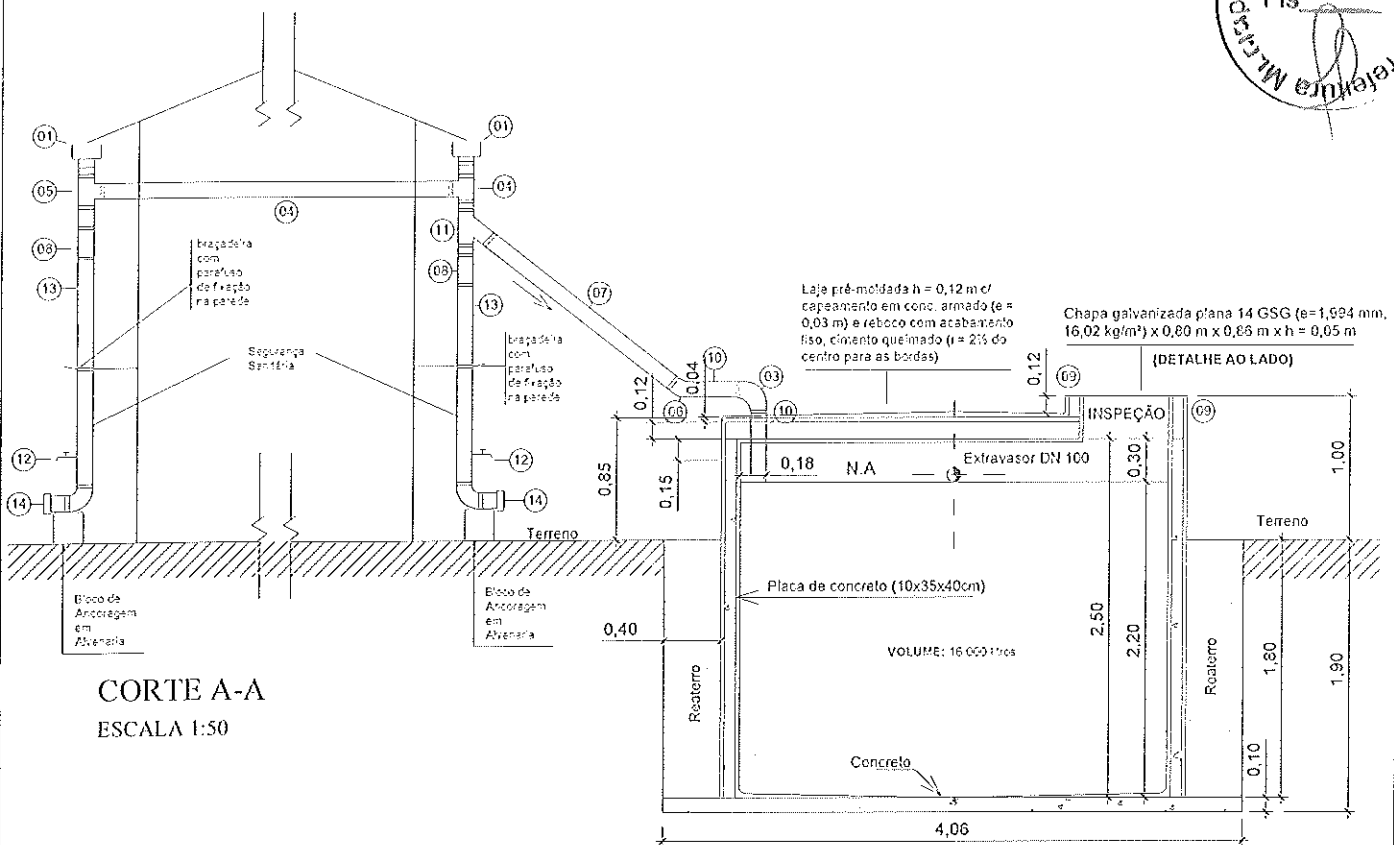 01
01
05
04
04
08
11
08
13
13
07
braçadeira
com
parafuso
de fixação
na parede
Segurança
Sanitária
braçadeira
com
parafuso
de fixação
na parede
12
12
14
14
Terreno
Bloco de
Ancoragem
em
Alvenaria
Bloco de
Ancoragem
em
Alvenaria
CORTE A-A
ESCALA 1:50
Laje pré-moldada h = 0,12 m c/
capeamento em conc. armado (e =
0,03 m) e reboco com acabamento
liso, cimento queimado (i = 2% do
centro para as bordas)
Chapa galvanizada plana 14 GSG (e=1,994 mm,
16,02 kg/m²) x 0,80 m x 0,86 m x h = 0,05 m
(DETALHE AO LADO)
10
03
06
10
09
09
0,12
0,04
0,12
INSPEÇÃO
0,85
0,15
0,18
N.A
Extravasor DN 100
0,30
1,00
Terreno
Placa de concreto (10x35x40cm)
0,40
2,50
2,20
VOLUME: 16.000 litros
Reaterro
Reaterro
1,80
1,90
Concreto
0,10
4,06